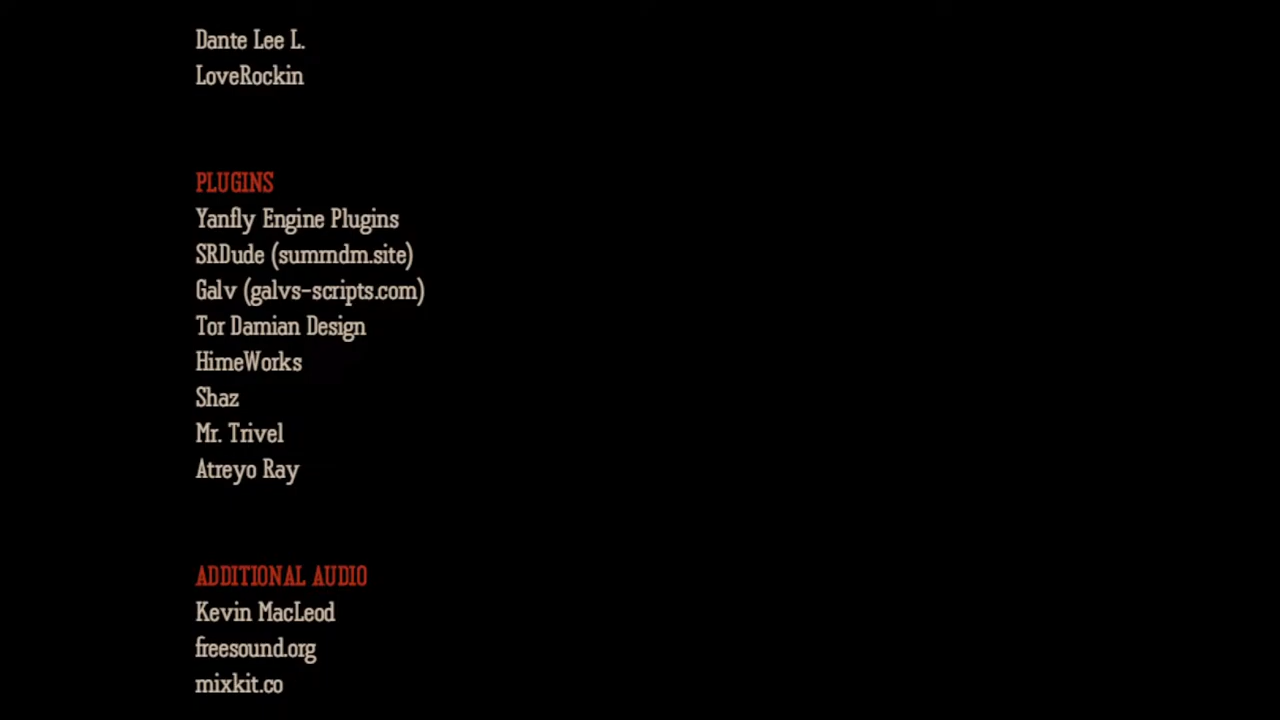 Dante Lee L.
LoveRockin
PLUGINS
Yanfly Engine Plugins
SRDude (sumrndm.site)
Galv (galvs-scripts.com)
Tor Damian Design
HimeWorks
Shaz
Mr. Trivel
Atreyo Ray
ADDITIONAL AUDIO
Kevin MacLeod
freesound.org
mixkit.co